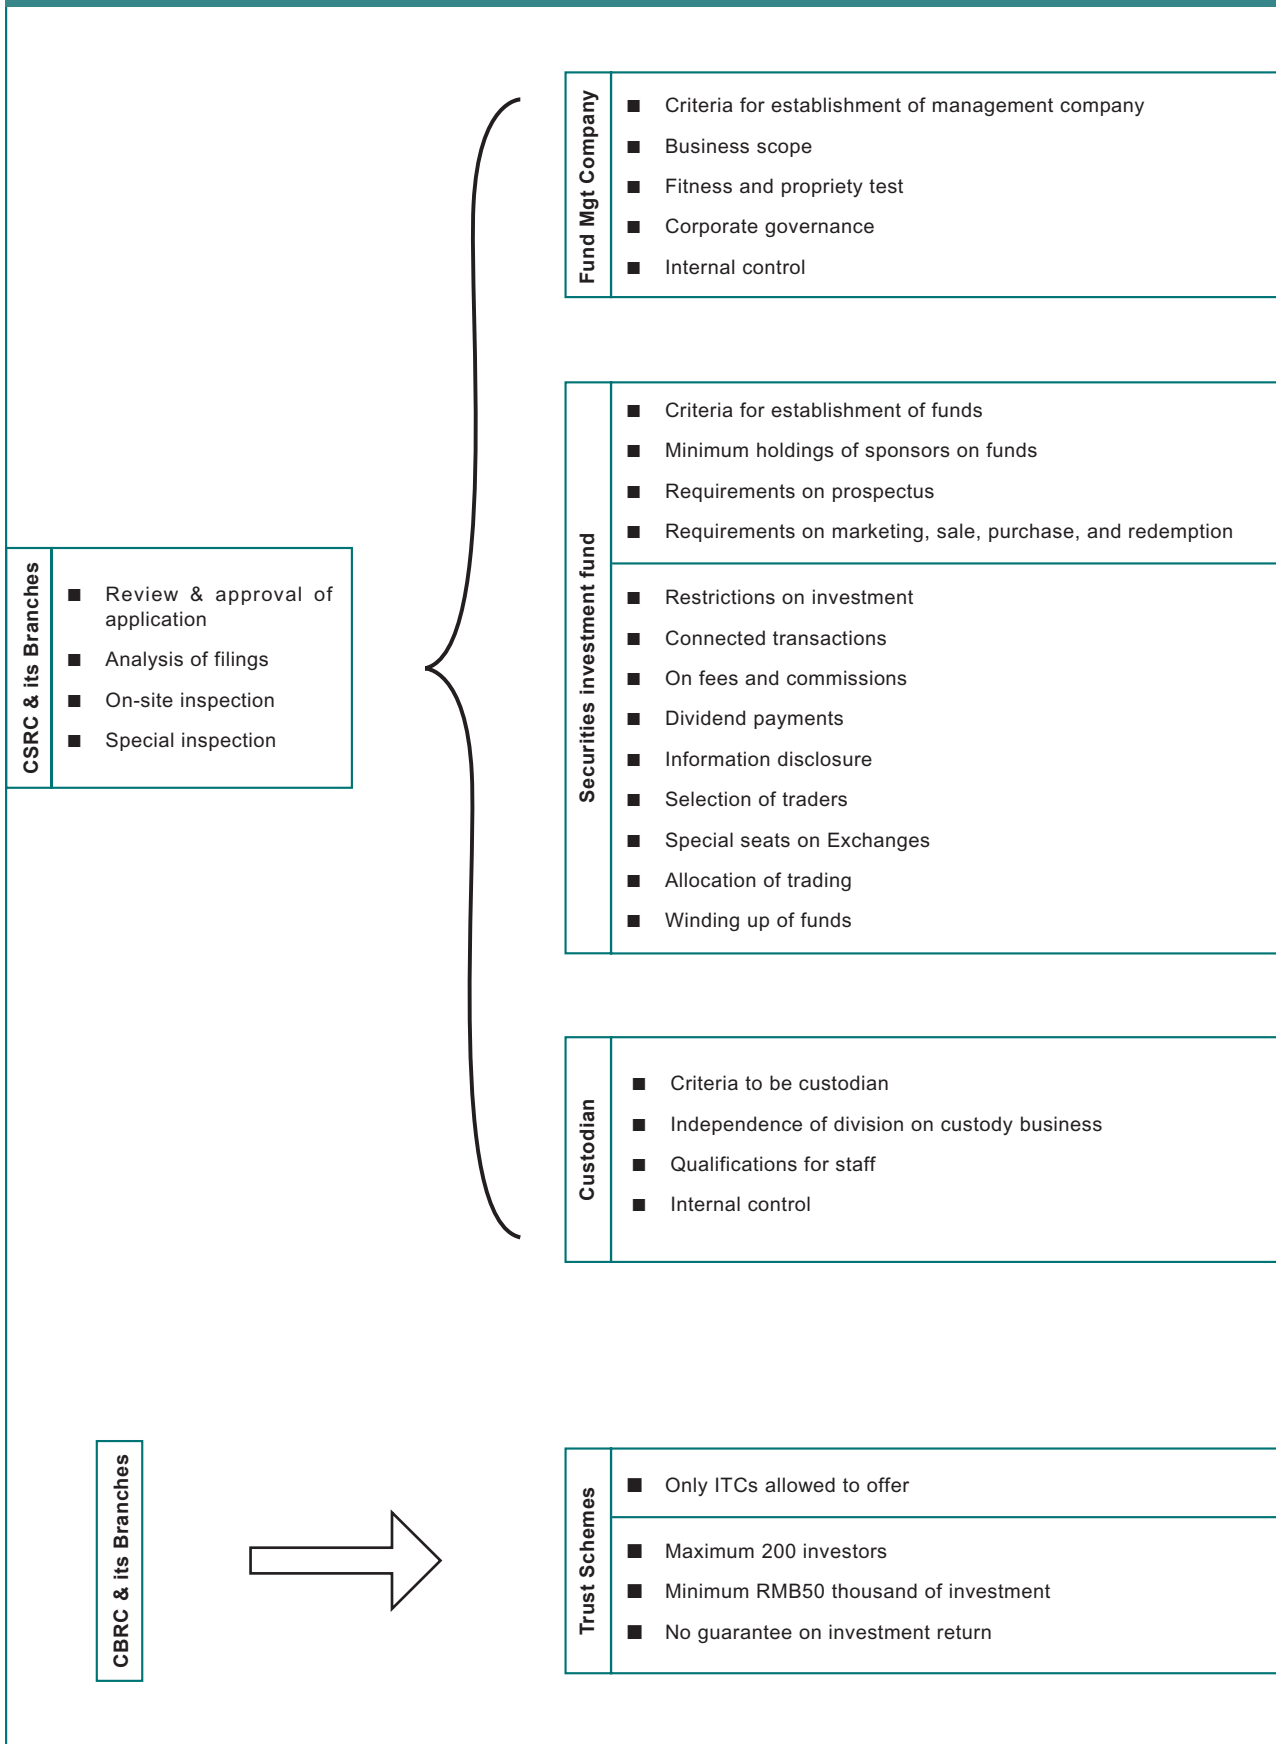 Fund Mgt Company
■ Criteria for establishment of management company
■ Business scope
■ Fitness and propriety test
■ Corporate governance
■ Internal control
Securities investment fund
■ Criteria for establishment of funds
■ Minimum holdings of sponsors on funds
■ Requirements on prospectus
■ Requirements on marketing, sale, purchase, and redemption
■ Restrictions on investment
■ Connected transactions
■ On fees and commissions
■ Dividend payments
■ Information disclosure
■ Selection of traders
■ Special seats on Exchanges
■ Allocation of trading
■ Winding up of funds
CSRC & its Branches
■ Review & approval of
application
■ Analysis of filings
■ On-site inspection
■ Special inspection
Custodian
■ Criteria to be custodian
■ Independence of division on custody business
■ Qualifications for staff
■ Internal control
CBRC & its Branches
Trust Schemes
■ Only ITCs allowed to offer
■ Maximum 200 investors
■ Minimum RMB50 thousand of investment
■ No guarantee on investment return